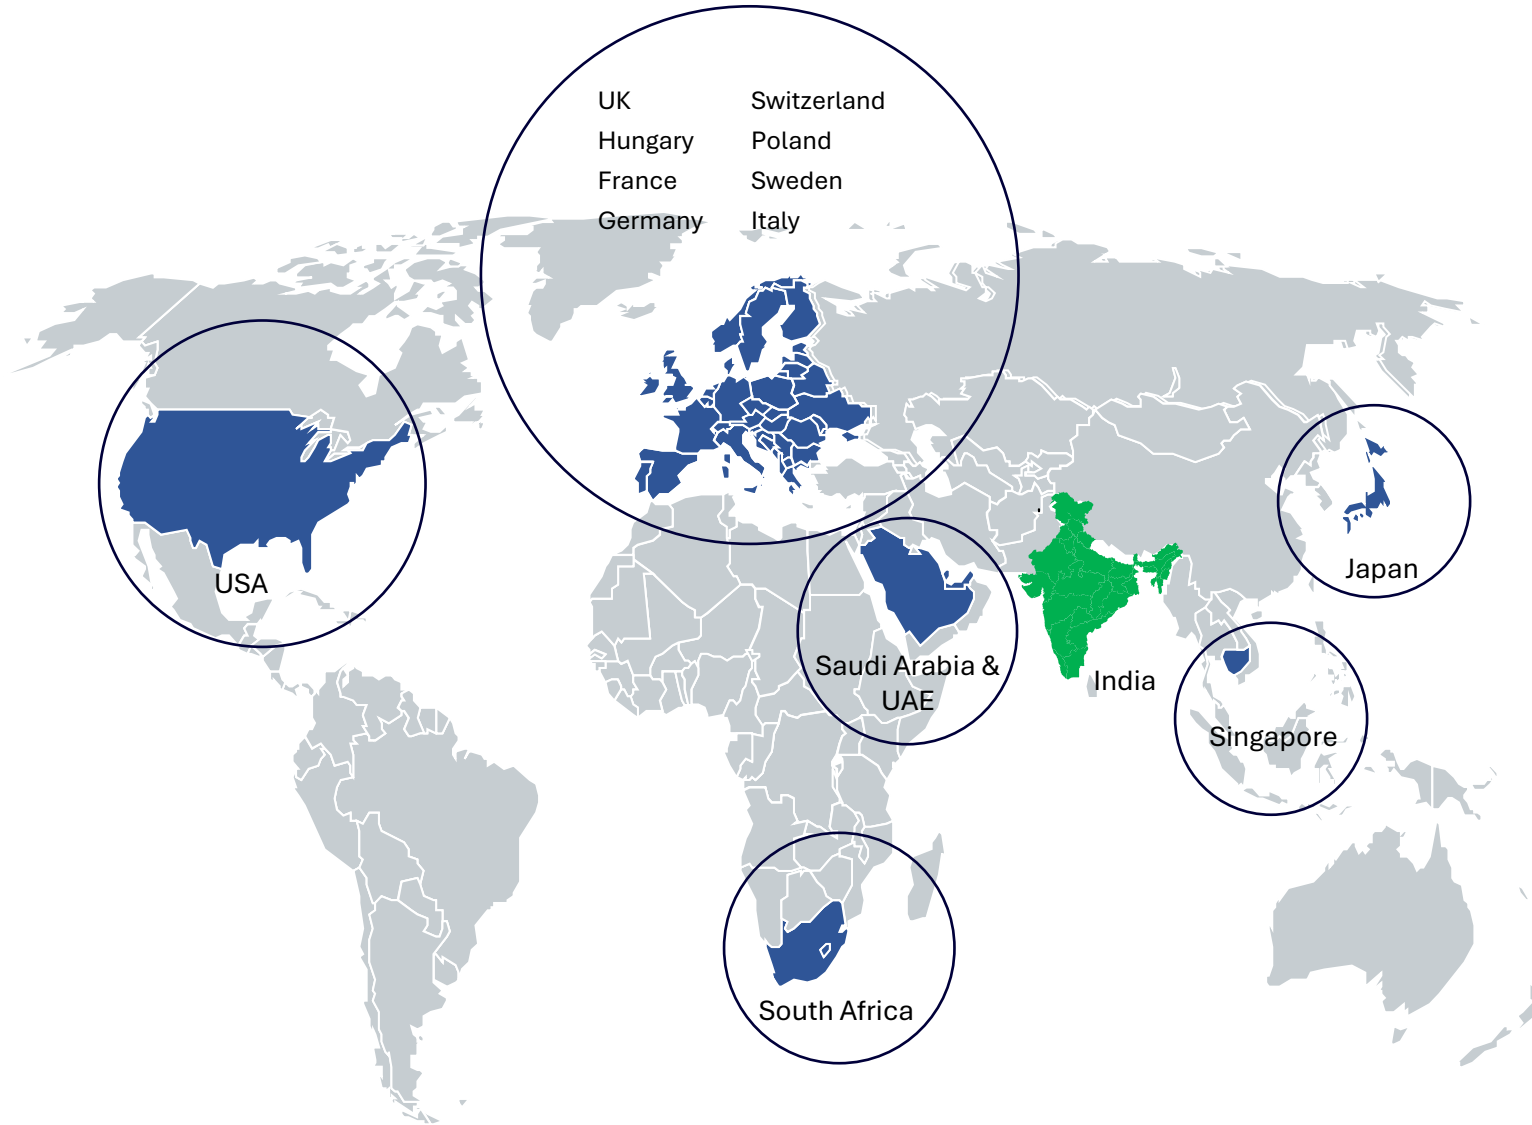 UK
Switzerland
Hungary
Poland
France
Sweden
Germany
Italy
USA
Japan
Saudi Arabia &
UAE
India
Singapore
South Africa